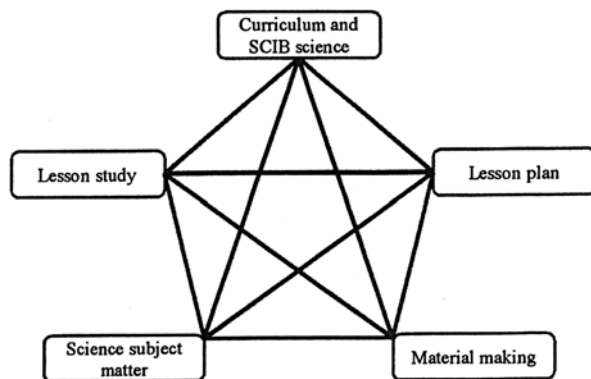 Curriculum and
SCIB science
Lesson study
Lesson plan
Science subject
matter
Material making